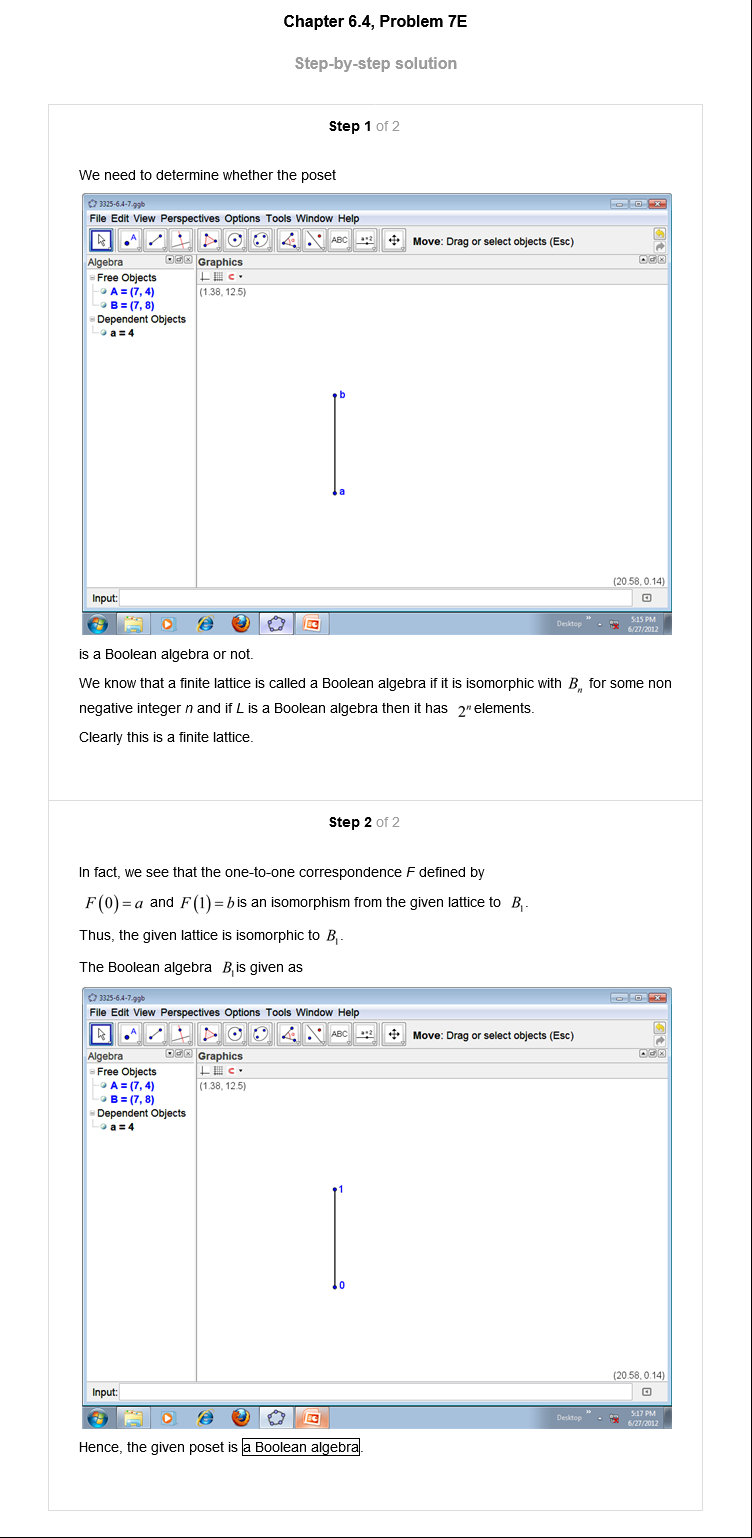 Chapter 6.4, Problem 7E
Step-by-step solution
Step 1 of 2
We need to determine whether the poset
3325-6.4-7.ggb
File Edit View Perspectives Options Tools Window Help
ABC
a=2
Move: Drag or select objects (Esc)
Algebra
Graphics
Free Objects
A = (7, 4)
B = (7, 8)
Dependent Objects
a = 4
(1.38, 12.5)
b
a
(20.58, 0.14)
Input:
Desktop
5:15 PM
6/27/2012
is a Boolean algebra or not.
We know that a finite lattice is called a Boolean algebra if it is isomorphic with Bₙ for some non
negative integer n and if L is a Boolean algebra then it has 2ⁿ elements.
Clearly this is a finite lattice.
Step 2 of 2
In fact, we see that the one-to-one correspondence F defined by
F(0) = a and F(1) = b is an isomorphism from the given lattice to B₁.
Thus, the given lattice is isomorphic to B₁.
The Boolean algebra B₁ is given as
3325-6.4-7.ggb
File Edit View Perspectives Options Tools Window Help
ABC
a=2
Move: Drag or select objects (Esc)
Algebra
Graphics
Free Objects
A = (7, 4)
B = (7, 8)
Dependent Objects
a = 4
(1.38, 12.5)
1
0
(20.58, 0.14)
Input:
Desktop
5:17 PM
6/27/2012
Hence, the given poset is a Boolean algebra.